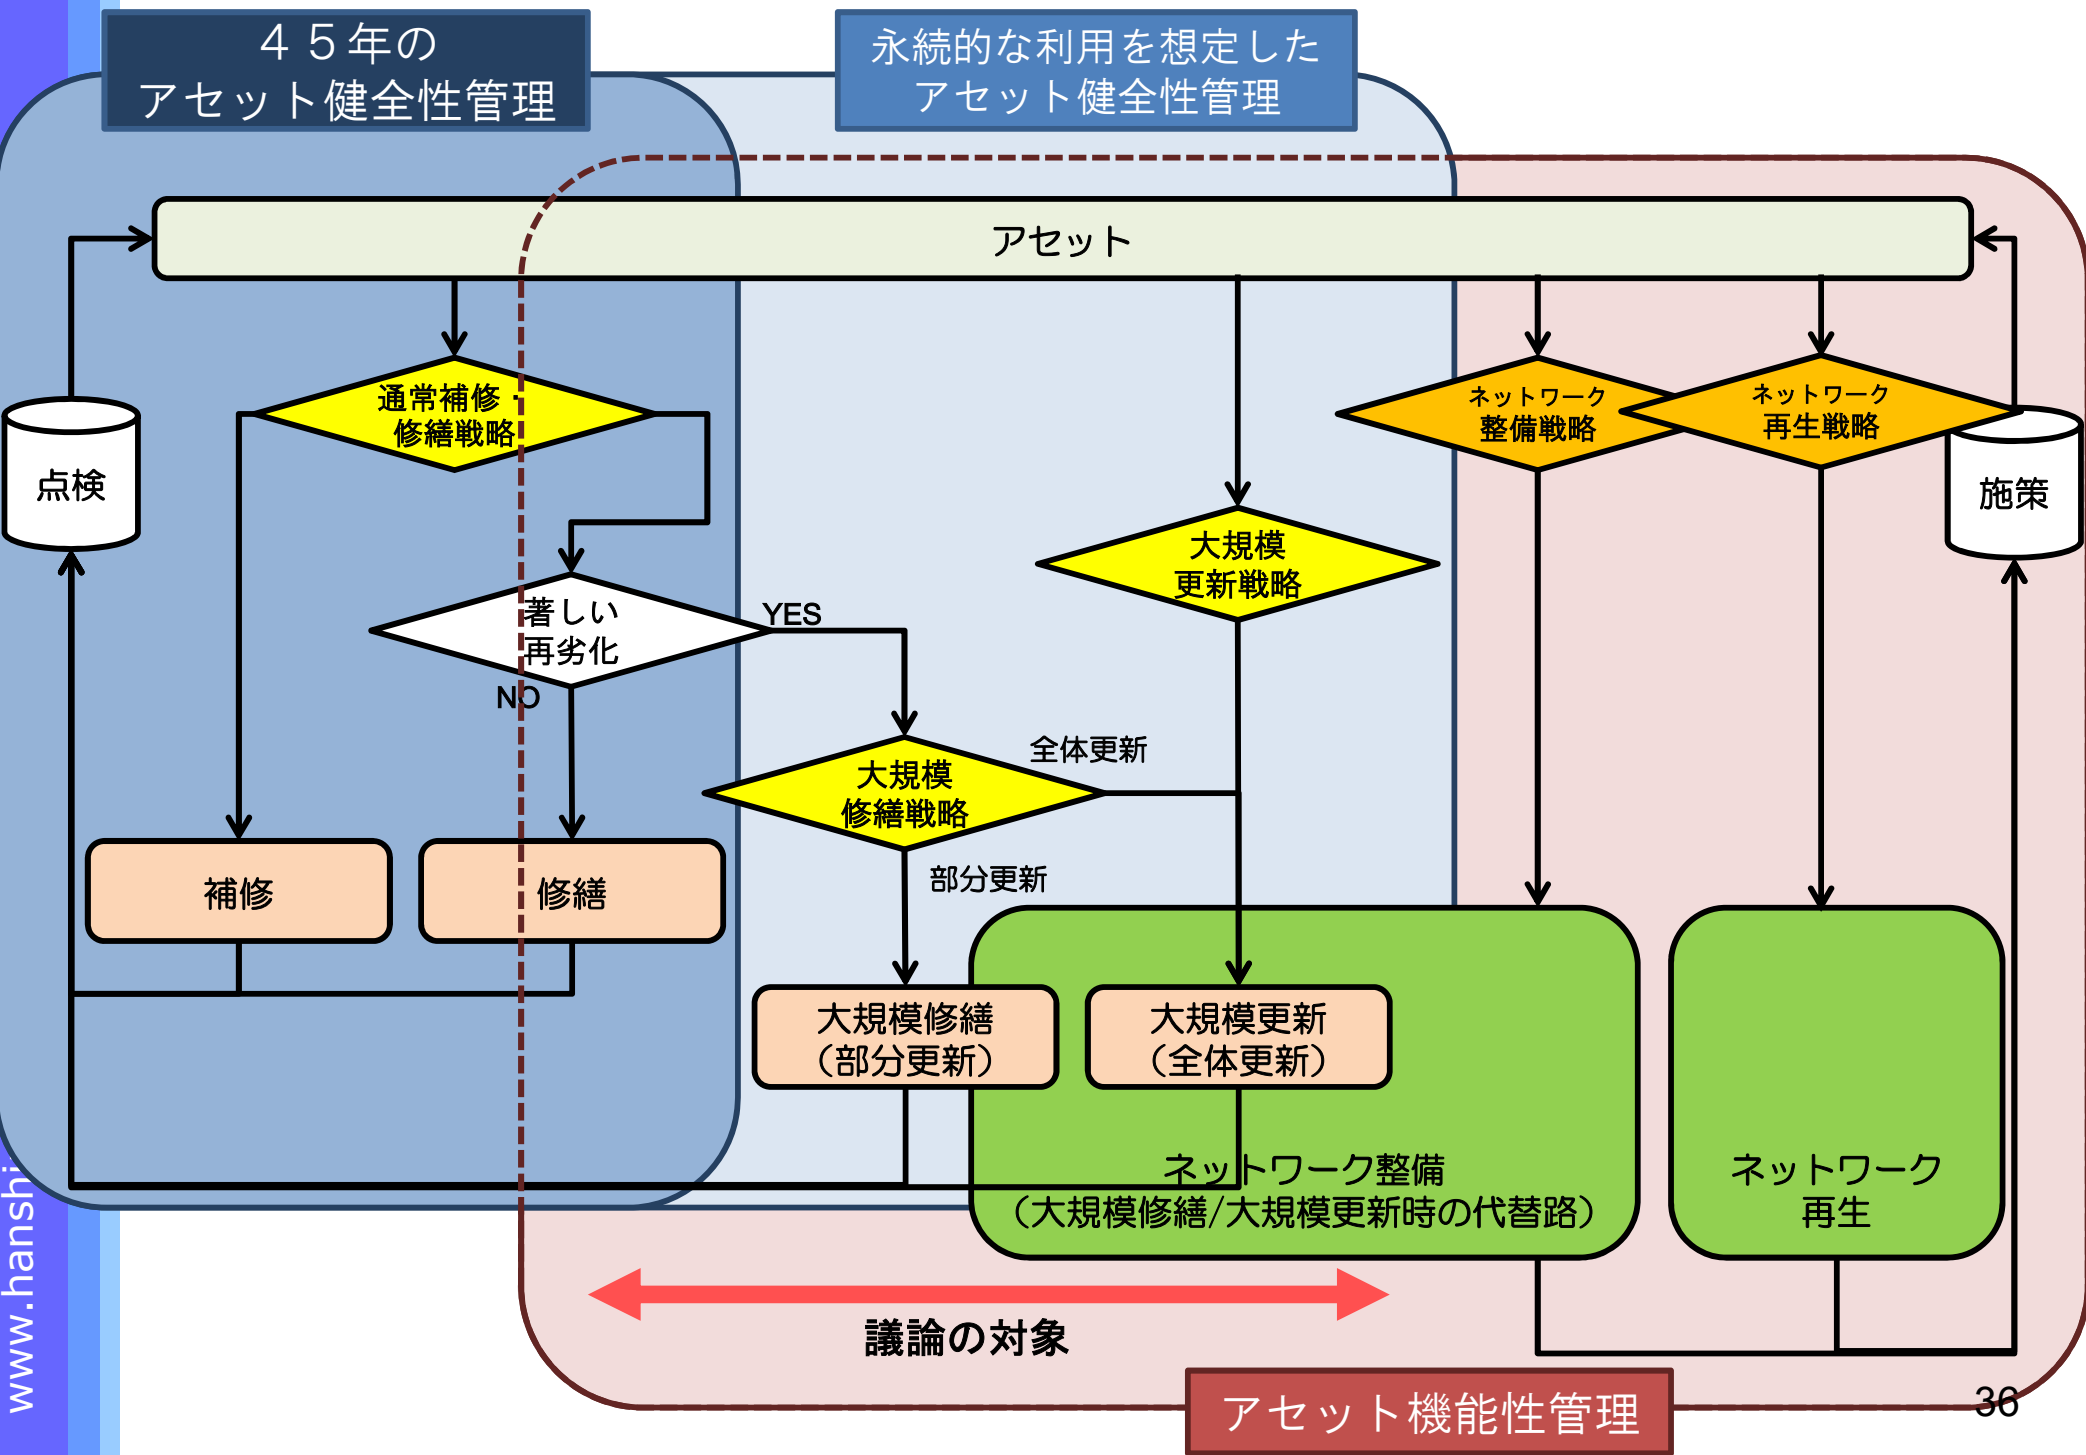 ４５年の
アセット健全性管理
永続的な利用を想定した
アセット健全性管理
アセット
通常補修・
修繕戦略
ネットワーク
整備戦略
ネットワーク
再生戦略
点検
施策
大規模
更新戦略
著しい
再劣化
YES
NO
大規模
修繕戦略
全体更新
部分更新
補修
修繕
大規模修繕
（部分更新）
大規模更新
（全体更新）
ネットワーク整備
（大規模修繕/大規模更新時の代替路）
ネットワーク
再生
議論の対象
アセット機能性管理
36
www.hansh